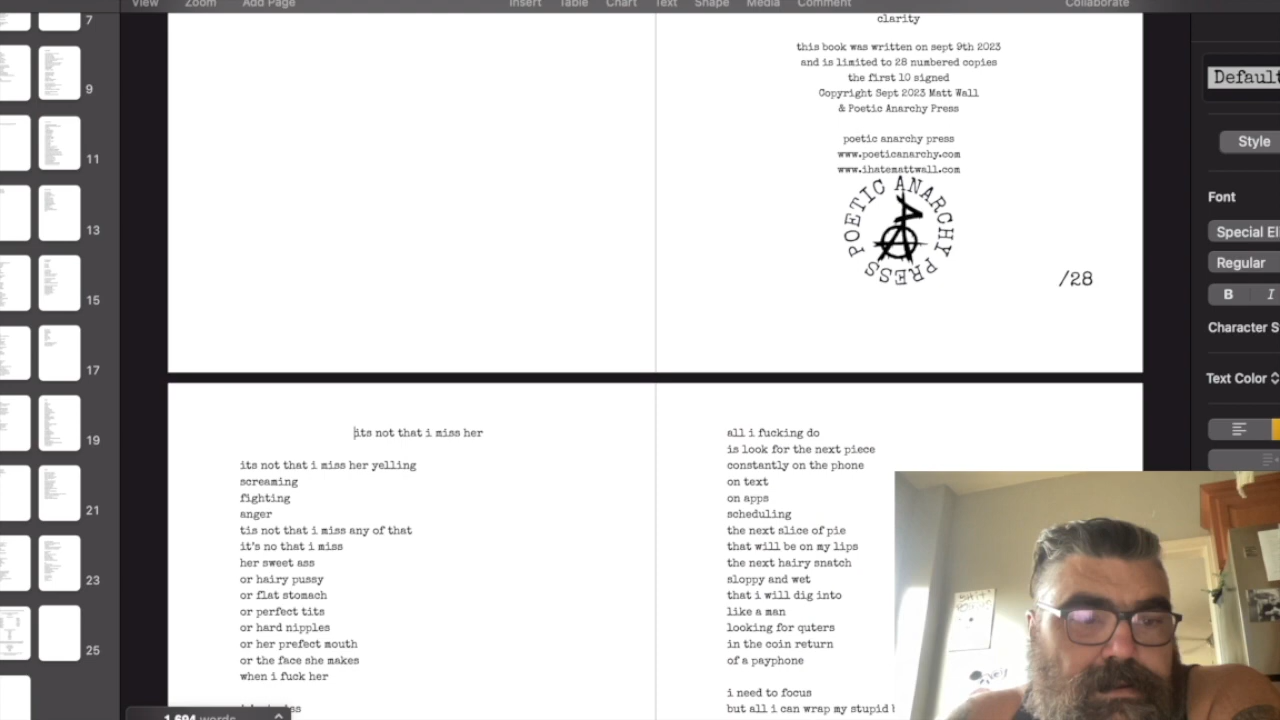 View Zoom Add Page Insert Table Chart Text Shape Media Comment Collaborate
7
9
11
13
15
17
19
21
23
25
clarity
this book was written on sept 9th 2023
and is limited to 28 numbered copies
the first 10 signed
Copyright Sept 2023 Matt Wall
& Poetic Anarchy Press
poetic anarchy press
www.poeticanarchy.com
www.ihatemattwall.com
POETIC ANARCHY PRESS
/28
its not that i miss her
its not that i miss her yelling
screaming
fighting
anger
tis not that i miss any of that
it's no that i miss
her sweet ass
or hairy pussy
or flat stomach
or perfect tits
or hard nipples
or her prefect mouth
or the face she makes
when i fuck her
1,694 words
all i fucking do
is look for the next piece
constantly on the phone
on text
on apps
scheduling
the next slice of pie
that will be on my lips
the next hairy snatch
sloppy and wet
that i will dig into
like a man
looking for quters
in the coin return
of a payphone
i need to focus
but all i can wrap my stupid
Default
Style
Font
Special El
Regular
B I
Character S
Text Color